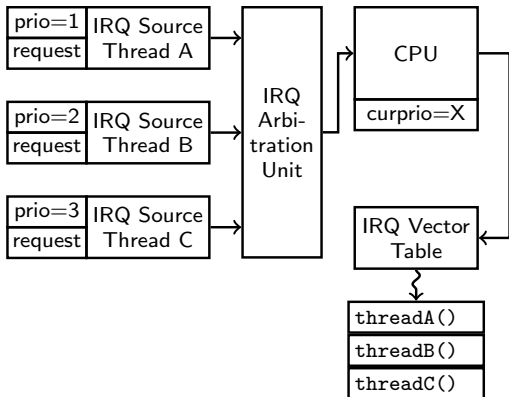 prio=1
request
IRQ Source
Thread A
prio=2
request
IRQ Source
Thread B
prio=3
request
IRQ Source
Thread C
IRQ
Arbi-
tration
Unit
CPU
curprio=X
IRQ Vector
Table
threadA()
threadB()
threadC()